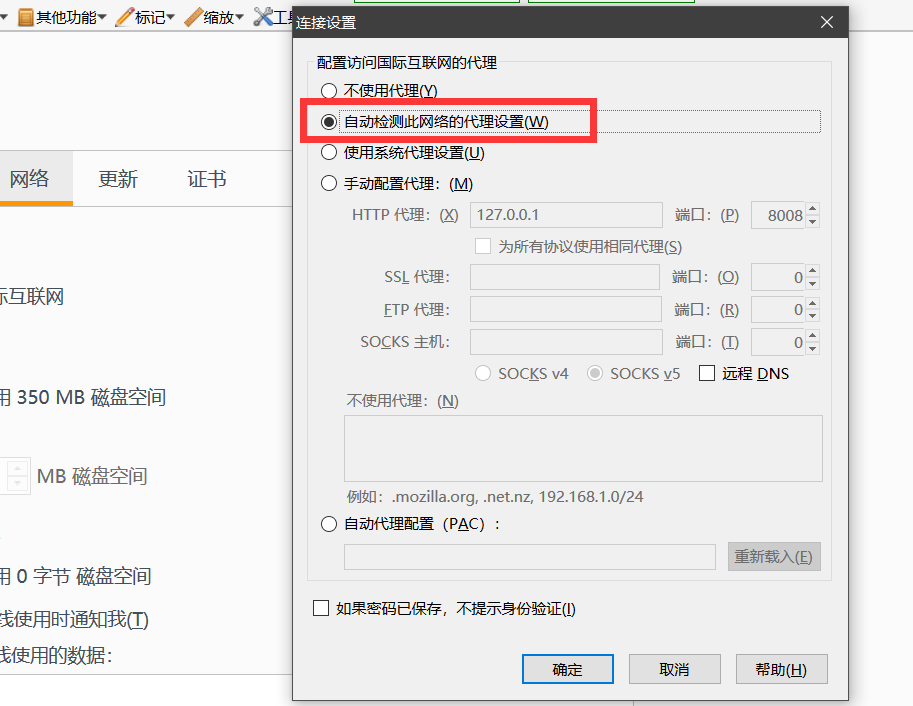 其他功能 标记 缩放
连接设置
配置访问国际互联网的代理
不使用代理(Y)
自动检测此网络的代理设置(W)
使用系统代理设置(U)
手动配置代理：(M)
HTTP 代理：(X) 127.0.0.1 端口：(P) 8008
为所有协议使用相同代理(S)
SSL 代理： 端口：(O) 0
FTP 代理： 端口：(R) 0
SOCKS 主机： 端口：(T) 0
SOCKS v4 SOCKS v5 远程 DNS
不使用代理：(N)
例如：.mozilla.org, .net.nz, 192.168.1.0/24
自动代理配置（PAC）：
重新载入(E)
如果密码已保存，不提示身份验证(I)
确定 取消 帮助(H)
网络 更新 证书
互联网
用 350 MB 磁盘空间
MB 磁盘空间
用 0 字节 磁盘空间
线使用时通知我(T)
线使用的数据：